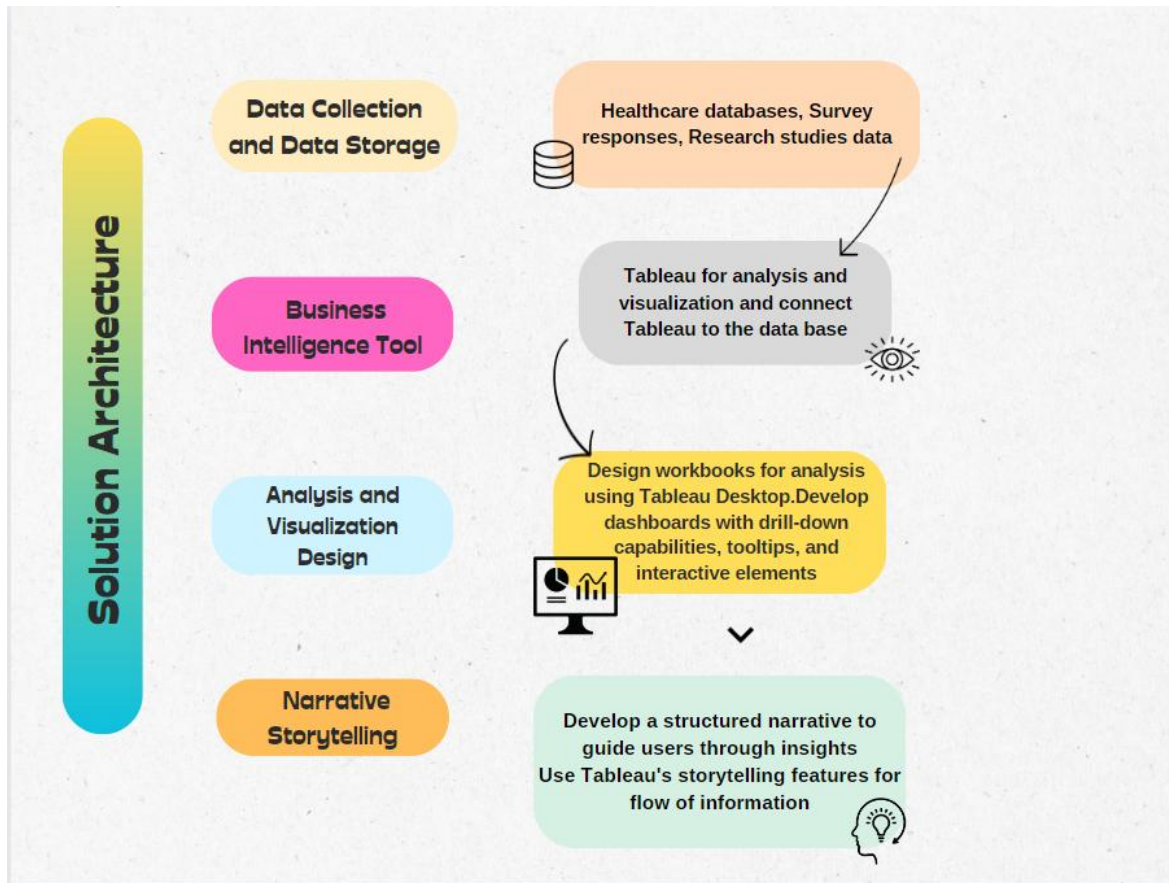 Solution Architecture
Data Collection
and Data Storage
Healthcare databases, Survey
responses, Research studies data
Business
Intelligence Tool
Tableau for analysis and
visualization and connect
Tableau to the data base
Analysis and
Visualization
Design
Design workbooks for analysis
using Tableau Desktop.Develop
dashboards with drill-down
capabilities, tooltips, and
interactive elements
Narrative
Storytelling
Develop a structured narrative to
guide users through insights
Use Tableau's storytelling features for
flow of information